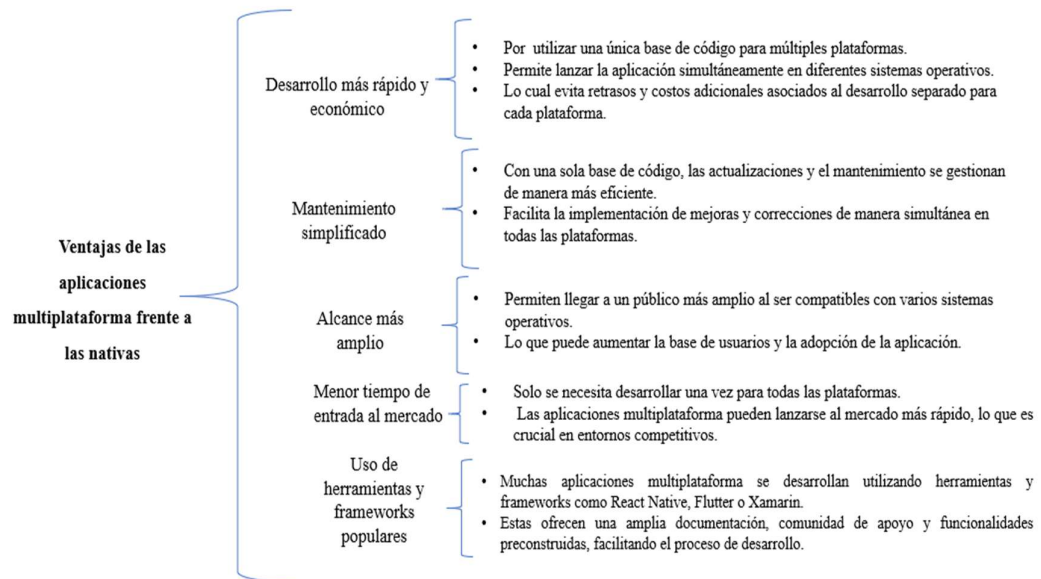 Ventajas de las
aplicaciones
multiplataforma frente a
las nativas
Desarrollo más rápido y
económico
• Por utilizar una única base de código para múltiples plataformas.
• Permite lanzar la aplicación simultáneamente en diferentes sistemas operativos.
• Lo cual evita retrasos y costos adicionales asociados al desarrollo separado para
cada plataforma.
Mantenimiento
simplificado
• Con una sola base de código, las actualizaciones y el mantenimiento se gestionan
de manera más eficiente.
• Facilita la implementación de mejoras y correcciones de manera simultánea en
todas las plataformas.
Alcance más
amplio
• Permiten llegar a un público más amplio al ser compatibles con varios sistemas
operativos.
• Lo que puede aumentar la base de usuarios y la adopción de la aplicación.
Menor tiempo de
entrada al mercado
• Solo se necesita desarrollar una vez para todas las plataformas.
• Las aplicaciones multiplataforma pueden lanzarse al mercado más rápido, lo que es
crucial en entornos competitivos.
Uso de
herramientas y
frameworks
populares
• Muchas aplicaciones multiplataforma se desarrollan utilizando herramientas y
frameworks como React Native, Flutter o Xamarin.
• Estas ofrecen una amplia documentación, comunidad de apoyo y funcionalidades
preconstruidas, facilitando el proceso de desarrollo.